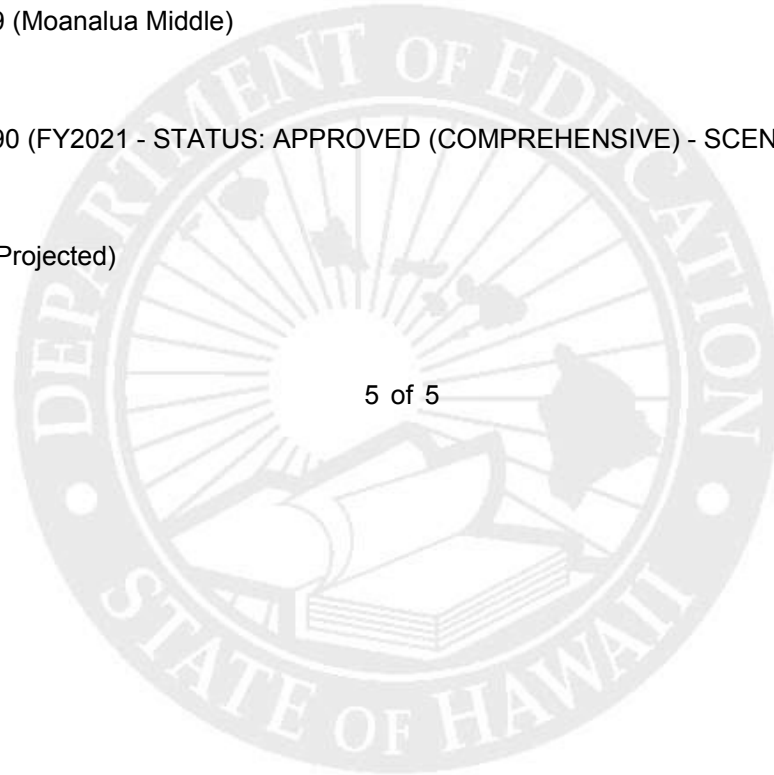 9 (Moanalua Middle)
90 (FY2021 - STATUS: APPROVED (COMPREHENSIVE) - SCEN
Projected)
5 of 5
DEPARTMENT OF EDUCATION
STATE OF HAWAII